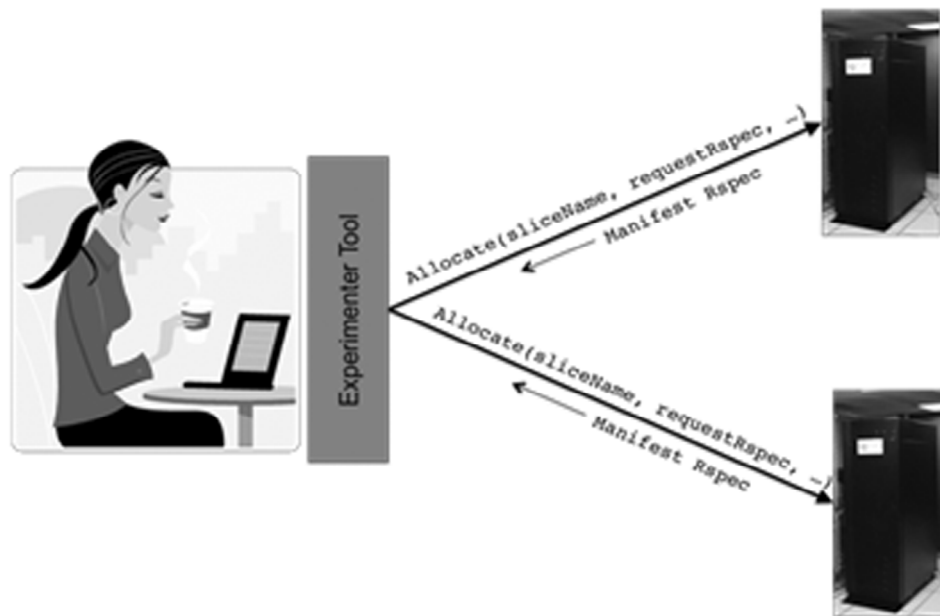 Experimenter Tool
Allocate(sliceName, requestRspec, …)
Manifest Rspec
Allocate(sliceName, requestRspec, …)
Manifest Rspec